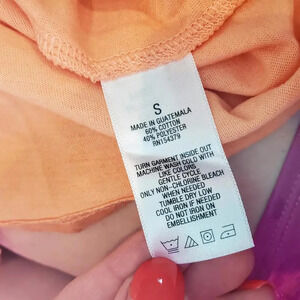 S
MADE IN GUATEMALA
60% COTTON
40% POLYESTER
RN154379
TURN GARMENT INSIDE OUT
MACHINE WASH COLD WITH
LIKE COLORS
GENTLE CYCLE
ONLY NON-CHLORINE BLEACH
WHEN NEEDED
TUMBLE DRY LOW
COOL IRON IF NEEDED
DO NOT IRON ON
EMBELLISHMENT